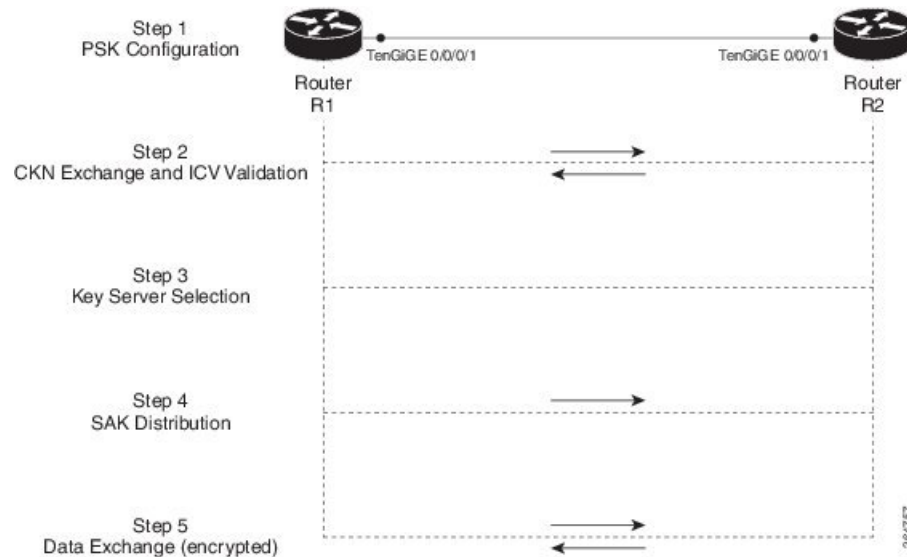 Step 1
PSK Configuration
TenGiGE 0/0/0/1
TenGiGE 0/0/0/1
Router
R1
Router
R2
Step 2
CKN Exchange and ICV Validation
Step 3
Key Server Selection
Step 4
SAK Distribution
Step 5
Data Exchange (encrypted)